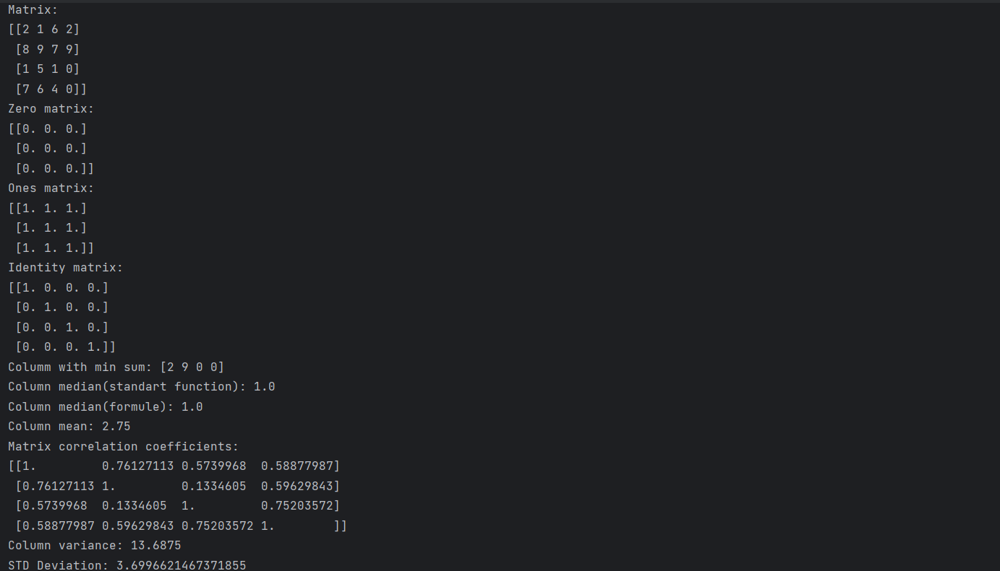 Matrix:
[[2 1 6 2]
 [8 9 7 9]
 [1 5 1 0]
 [7 6 4 0]]
Zero matrix:
[[0. 0. 0.]
 [0. 0. 0.]
 [0. 0. 0.]]
Ones matrix:
[[1. 1. 1.]
 [1. 1. 1.]
 [1. 1. 1.]]
Identity matrix:
[[1. 0. 0. 0.]
 [0. 1. 0. 0.]
 [0. 0. 1. 0.]
 [0. 0. 0. 1.]]
Columm with min sum: [2 9 0 0]
Column median(standart function): 1.0
Column median(formule): 1.0
Column mean: 2.75
Matrix correlation coefficients:
[[1.         0.76127113 0.5739968  0.58877987]
 [0.76127113 1.         0.1334605  0.59629843]
 [0.5739968  0.1334605  1.         0.75203572]
 [0.58877987 0.59629843 0.75203572 1.        ]]
Column variance: 13.6875
STD Deviation: 3.6996621467371855